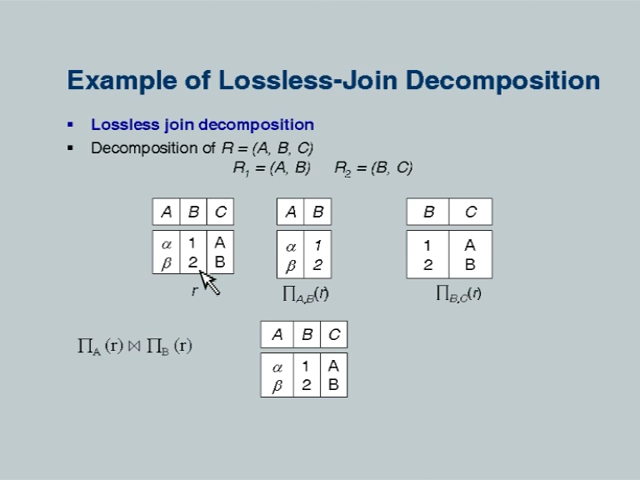 Example of Lossless-Join Decomposition
Lossless join decomposition
Decomposition of R = (A, B, C)
R₁ = (A, B) R₂ = (B, C)
A B C
α 1 A
β 2 B
r
A B
α 1
β 2
∏A,B(r)
B C
1 A
2 B
∏B,C(r)
∏A (r) ⋈ ∏B (r)
A B C
α 1 A
β 2 B